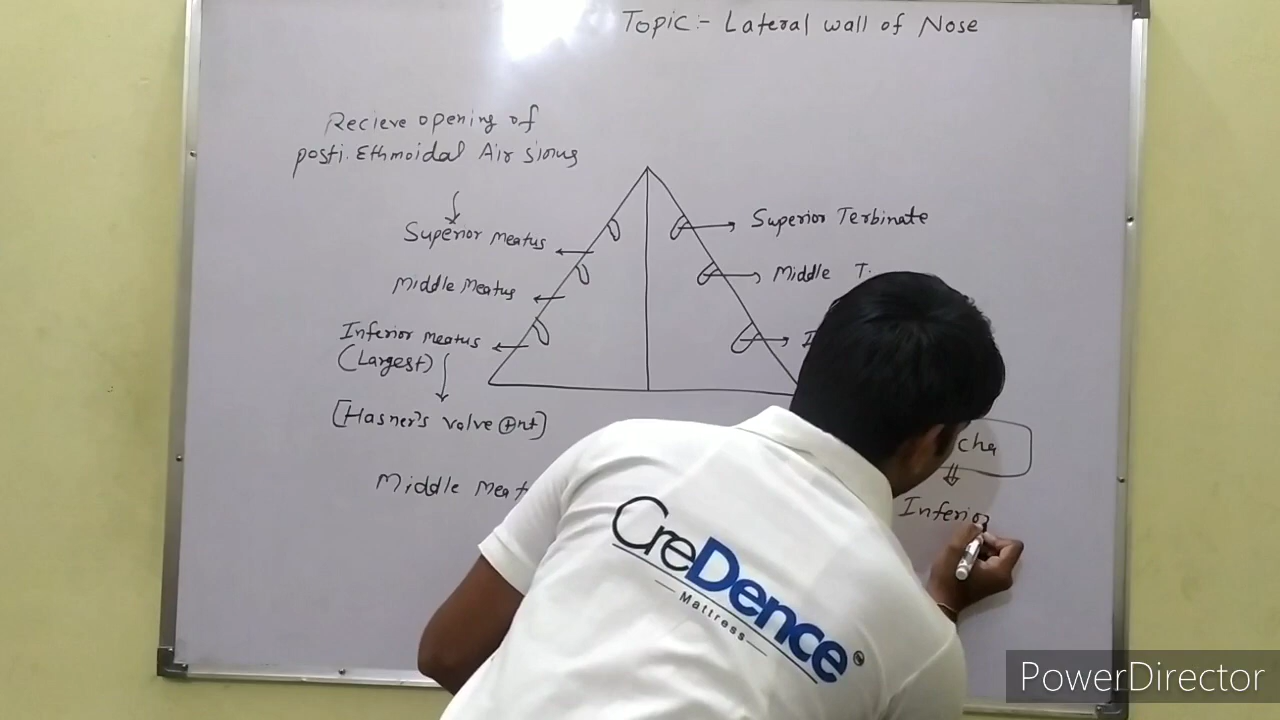 Topic:- Lateral wall of Nose
Recieve opening of
posti. Ethmoidal Air sinus
Superior Meatus
Superior Terbinate
Middle Meatus
Middle T.
Inferior Meatus
(Largest)
[Hasner's valve ⊕nt]
cha
Middle Meat
Inferior
CreDence
Mattress
PowerDirector